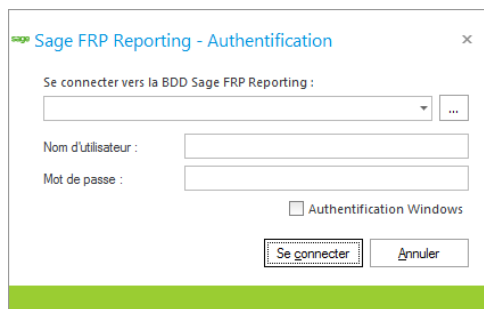 sage Sage FRP Reporting - Authentification
Se connecter vers la BDD Sage FRP Reporting :
...
Nom d'utilisateur :
Mot de passe :
Authentification Windows
Se connecter Annuler